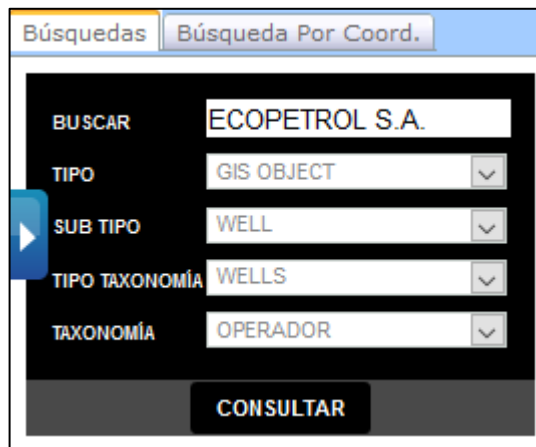 Búsquedas Búsqueda Por Coord.
BUSCAR ECOPETROL S.A.
TIPO GIS OBJECT
SUB TIPO WELL
TIPO TAXONOMÍA WELLS
TAXONOMÍA OPERADOR
CONSULTAR